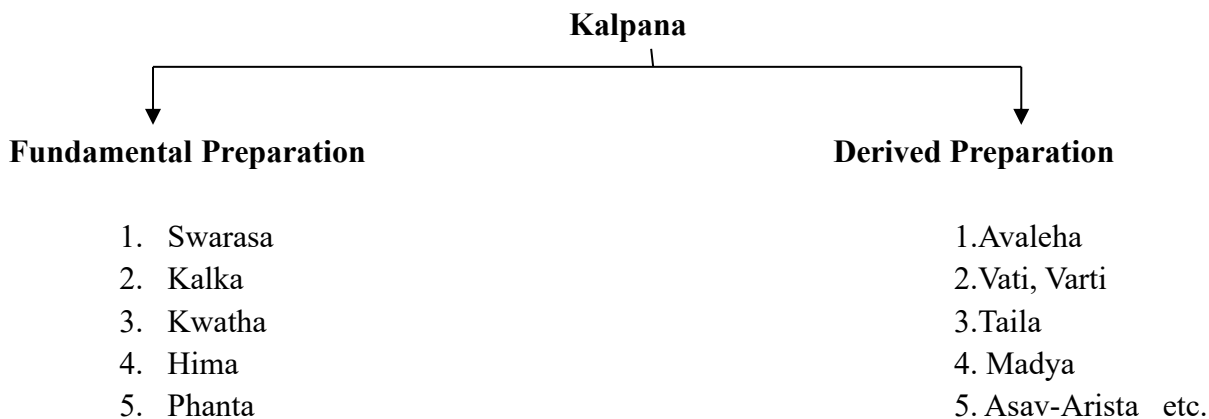 Kalpana
Fundamental Preparation
Derived Preparation
1. Swarasa
2. Kalka
3. Kwatha
4. Hima
5. Phanta
1.Avaleha
2.Vati, Varti
3.Taila
4. Madya
5. Asav-Arista etc.